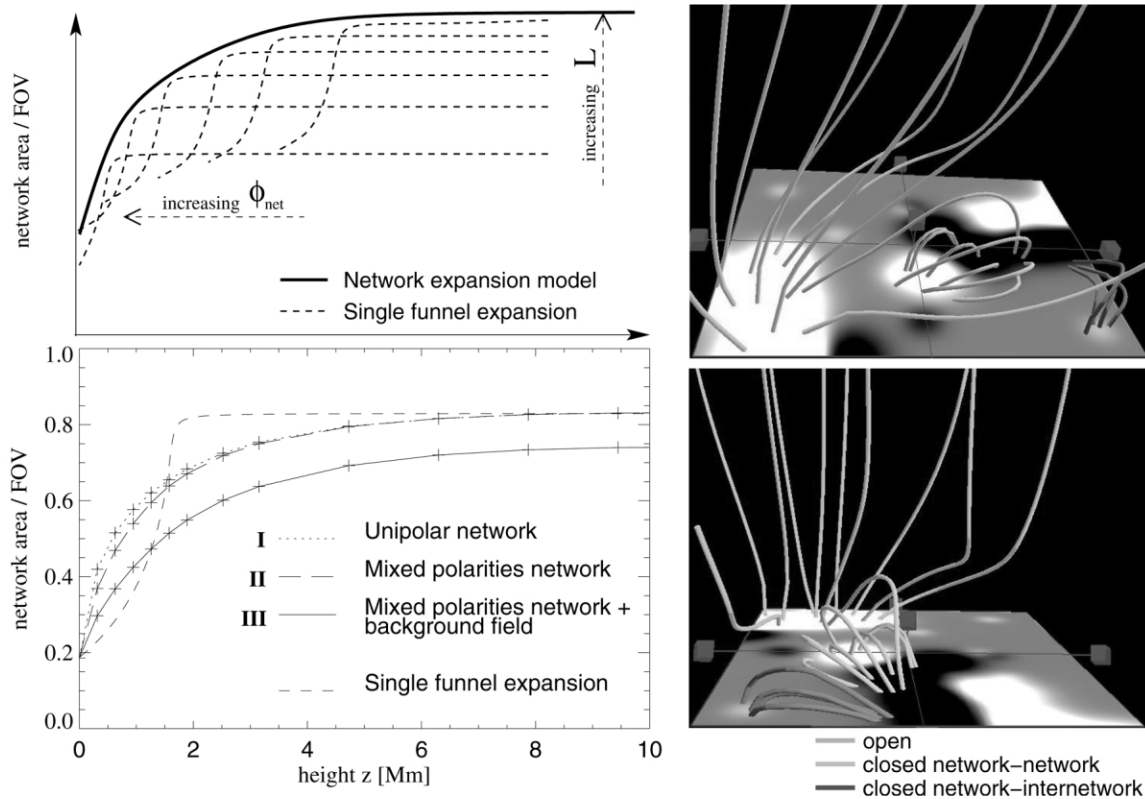 network area / FOV
increasing L
increasing ϕnet
Network expansion model
Single funnel expansion
1.0
0.8
0.6
0.4
0.2
0.0
network area / FOV
I Unipolar network
II Mixed polarities network
III Mixed polarities network +
background field
Single funnel expansion
0 2 4 6 8 10
height z [Mm]
open
closed network–network
closed network–internetwork